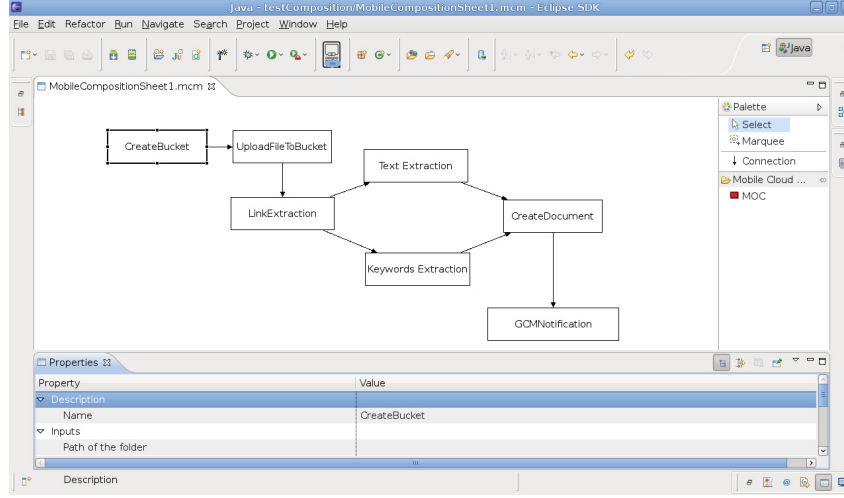 Java - testComposition/MobileCompositionSheet1.mcm - Eclipse SDK
File Edit Refactor Run Navigate Search Project Window Help
Java
MobileCompositionSheet1.mcm
Palette
Select
Marquee
Connection
Mobile Cloud ...
MOC
CreateBucket
UploadFileToBucket
Text Extraction
LinkExtraction
CreateDocument
Keywords Extraction
GCMNotification
Properties
Property Value
Description
Name CreateBucket
Inputs
Path of the folder
Description